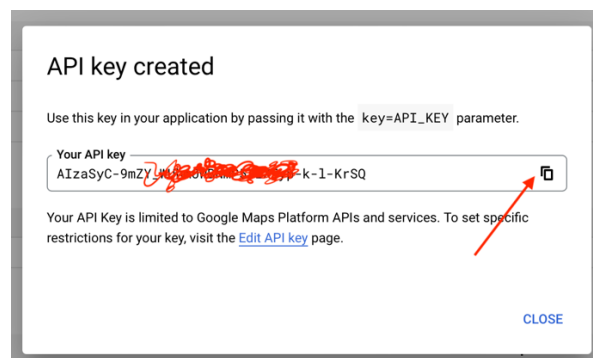 API key created
Use this key in your application by passing it with the key=API_KEY parameter.
Your API key
AIzaSyC-9mZY -k-l-KrSQ
Your API Key is limited to Google Maps Platform APIs and services. To set specific
restrictions for your key, visit the Edit API key page.
CLOSE